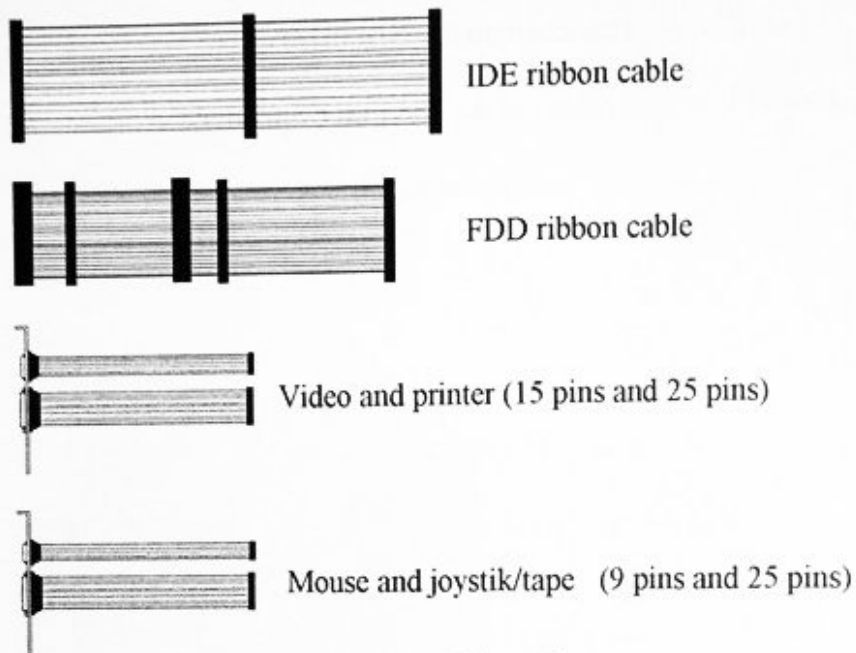 IDE ribbon cable
FDD ribbon cable
Video and printer (15 pins and 25 pins)
Mouse and joystik/tape (9 pins and 25 pins)